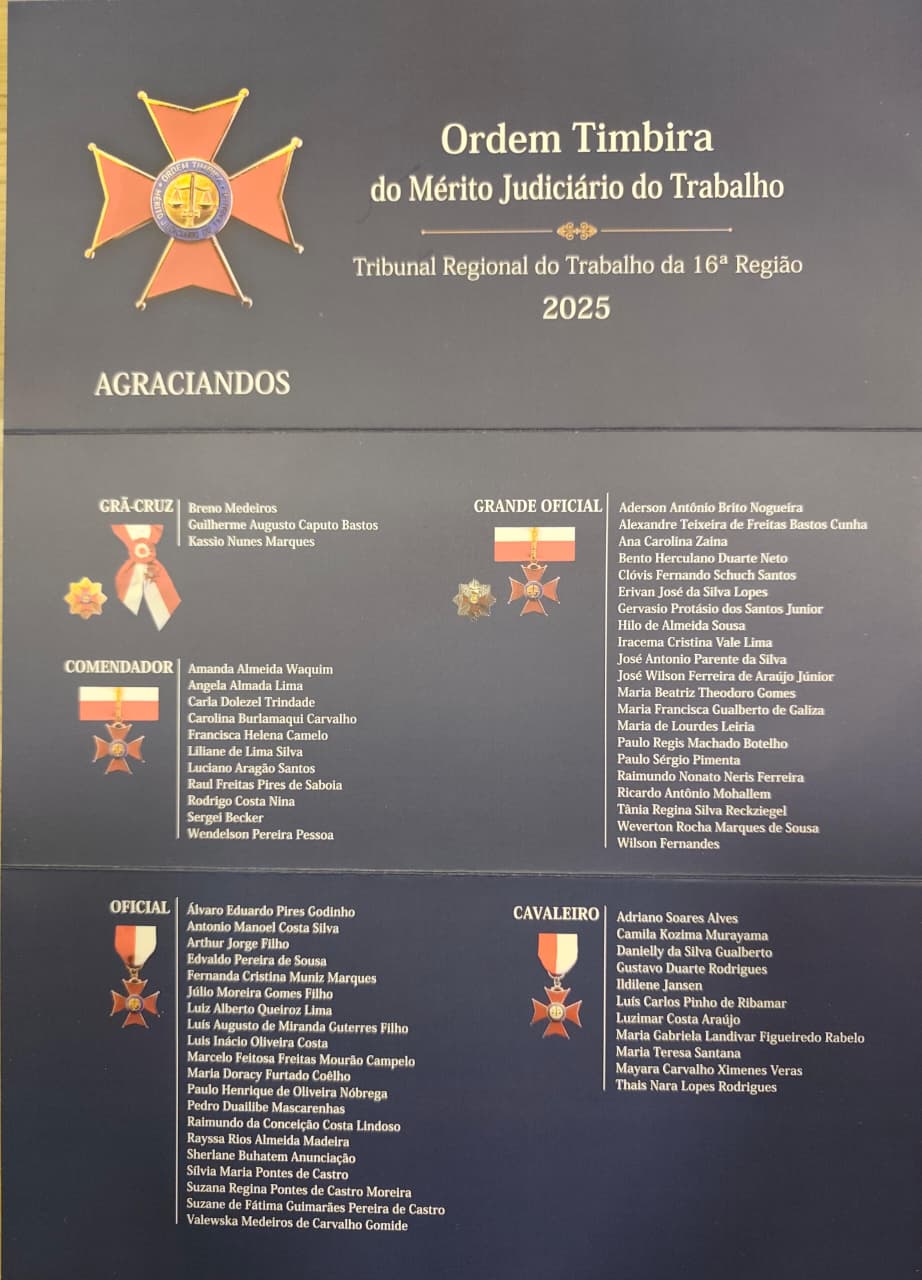 Ordem Timbira
do Mérito Judiciário do Trabalho
Tribunal Regional do Trabalho da 16ª Região
2025
AGRACIANDOS
GRÃ-CRUZ
Breno Medeiros
Guilherme Augusto Caputo Bastos
Kassio Nunes Marques
GRANDE OFICIAL
Aderson Antônio Brito Nogueira
Alexandre Teixeira de Freitas Bastos Cunha
Ana Carolina Zaina
Bento Herculano Duarte Neto
Clóvis Fernando Schuch Santos
Erivan José da Silva Lopes
Gervasio Protásio dos Santos Junior
Hilo de Almeida Sousa
Iracema Cristina Vale Lima
José Antonio Parente da Silva
José Wilson Ferreira de Araújo Júnior
Maria Beatriz Theodoro Gomes
Maria Francisca Gualberto de Galiza
Maria de Lourdes Leiria
Paulo Regis Machado Botelho
Paulo Sérgio Pimenta
Raimundo Nonato Neris Ferreira
Ricardo Antônio Mohallem
Tânia Regina Silva Reckziegel
Weverton Rocha Marques de Sousa
Wilson Fernandes
COMENDADOR
Amanda Almeida Waquim
Angela Almada Lima
Carla Dolezel Trindade
Carolina Burlamaqui Carvalho
Francisca Helena Camelo
Liliane de Lima Silva
Luciano Aragão Santos
Raul Freitas Pires de Saboia
Rodrigo Costa Nina
Sergei Becker
Wendelson Pereira Pessoa
OFICIAL
Álvaro Eduardo Pires Godinho
Antonio Manoel Costa Silva
Arthur Jorge Filho
Edvaldo Pereira de Sousa
Fernanda Cristina Muniz Marques
Júlio Moreira Gomes Filho
Luiz Alberto Queiroz Lima
Luís Augusto de Miranda Guterres Filho
Luis Inácio Oliveira Costa
Marcelo Feitosa Freitas Mourão Campelo
Maria Doracy Furtado Coêlho
Paulo Henrique de Oliveira Nóbrega
Pedro Duailibe Mascarenhas
Raimundo da Conceição Costa Lindoso
Rayssa Rios Almeida Madeira
Sherlane Buhatem Anunciação
Sílvia Maria Pontes de Castro
Suzana Regina Pontes de Castro Moreira
Suzane de Fátima Guimarães Pereira de Castro
Valewska Medeiros de Carvalho Gomide
CAVALEIRO
Adriano Soares Alves
Camila Kozima Murayama
Danielly da Silva Gualberto
Gustavo Duarte Rodrigues
Ildilene Jansen
Luís Carlos Pinho de Ribamar
Luzimar Costa Araújo
Maria Gabriela Landivar Figueiredo Rabelo
Maria Teresa Santana
Mayara Carvalho Ximenes Veras
Thais Nara Lopes Rodrigues